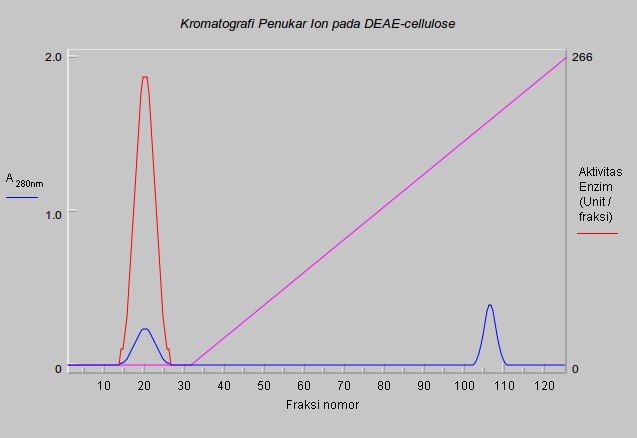 Kromatografi Penukar Ion pada DEAE-cellulose
2.0
266
A 280nm
Aktivitas
Enzim
(Unit /
fraksi)
1.0
0
0
10 20 30 40 50 60 70 80 90 100 110 120
Fraksi nomor